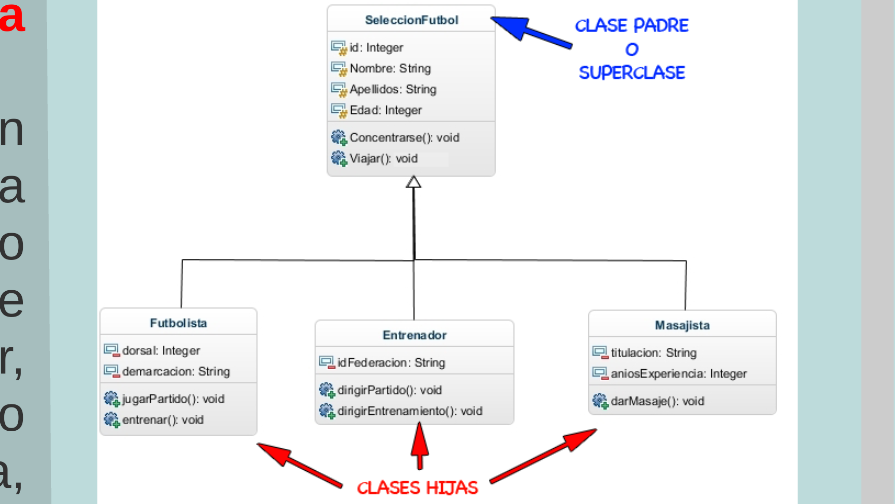 a
n
a
o
e
r,
o
a,
SeleccionFutbol
id: Integer
Nombre: String
Apellidos: String
Edad: Integer
Concentrarse(): void
Viajar(): void
CLASE PADRE
O
SUPERCLASE
Futbolista
dorsal: Integer
demarcacion: String
jugarPartido(): void
entrenar(): void
Entrenador
idFederacion: String
dirigirPartido(): void
dirigirEntrenamiento(): void
Masajista
titulacion: String
aniosExperiencia: Integer
darMasaje(): void
CLASES HIJAS